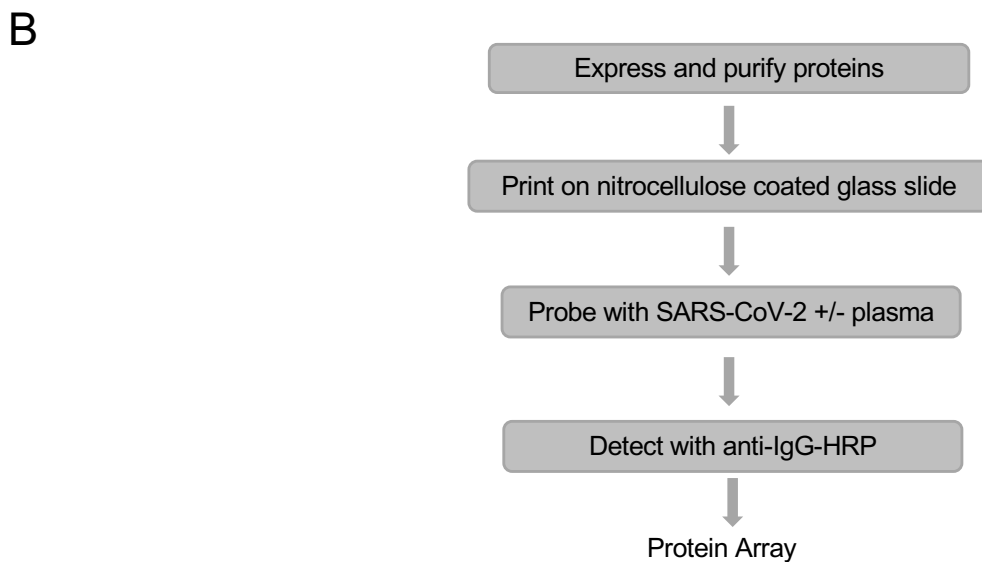 B
Express and purify proteins
Print on nitrocellulose coated glass slide
Probe with SARS-CoV-2 +/- plasma
Detect with anti-IgG-HRP
Protein Array